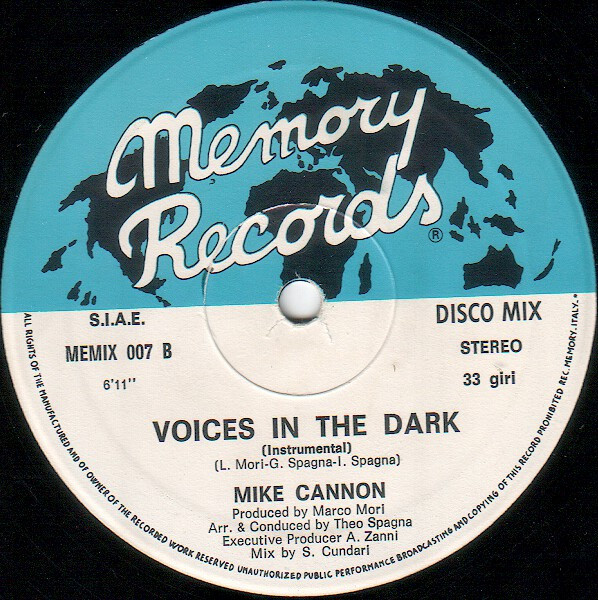 Memory
Records
®
S.I.A.E.
DISCO MIX
MEMIX 007 B
STEREO
6'11''
33 giri
VOICES IN THE DARK
(Instrumental)
(L. Mori-G. Spagna-I. Spagna)
MIKE CANNON
Produced by Marco Mori
Arr. & Conduced by Theo Spagna
Executive Producer A. Zanni
Mix by S. Cundari
ALL RIGHTS OF THE MANUFACTURED AND OF OWNER OF THE RECORDED WORK RESERVED UNAUTHORIZED PUBLIC PERFORMANCE BROADCASTING AND COPYING OF THIS RECORD PROHIBITED REC. MEMORY. ITALY.